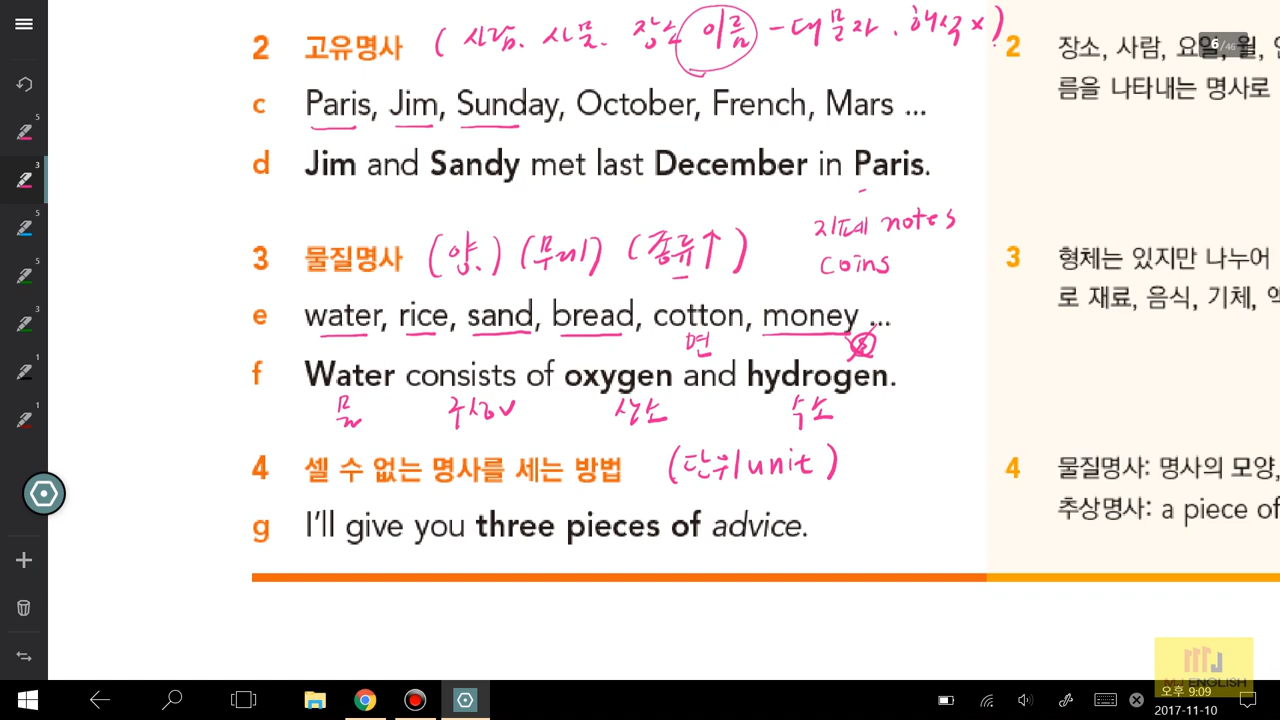 2 고유명사 ( 사람. 사물. 장소 이름 - 대문자. 해석 x )
c Paris, Jim, Sunday, October, French, Mars ...
d Jim and Sandy met last December in Paris.
지폐 notes
coins
3 물질명사 (양.) (무게) (종류↑)
e water, rice, sand, bread, cotton, money ...
면
f Water consists of oxygen and hydrogen.
물 구성v 산소 수소
4 셀 수 없는 명사를 세는 방법 (단위 unit)
g I'll give you three pieces of advice.
2 장소, 사람, 요일, 월,
름을 나타내는 명사로
6/46
3 형체는 있지만 나누어
로 재료, 음식, 기체,
4 물질명사: 명사의 모양,
추상명사: a piece of
MJ ENGLISH
오후 9:09
2017-11-10